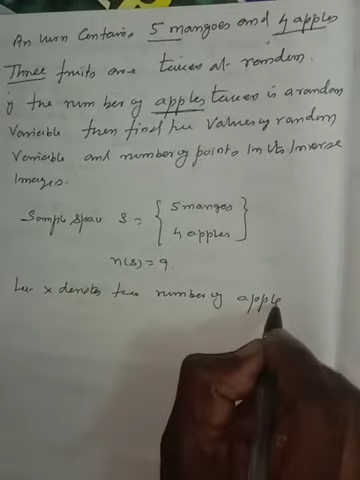 An Urn Contains 5 mangoes and 4 apples
Three fruits are taken at random.
if the number of apples taken is a random
Variable then find the values of random
Variable and number of points in its Inverse
Images.
Sample space S = { 5 manges
4 apples }
n(S) = 9
Let x denotes the number of apple